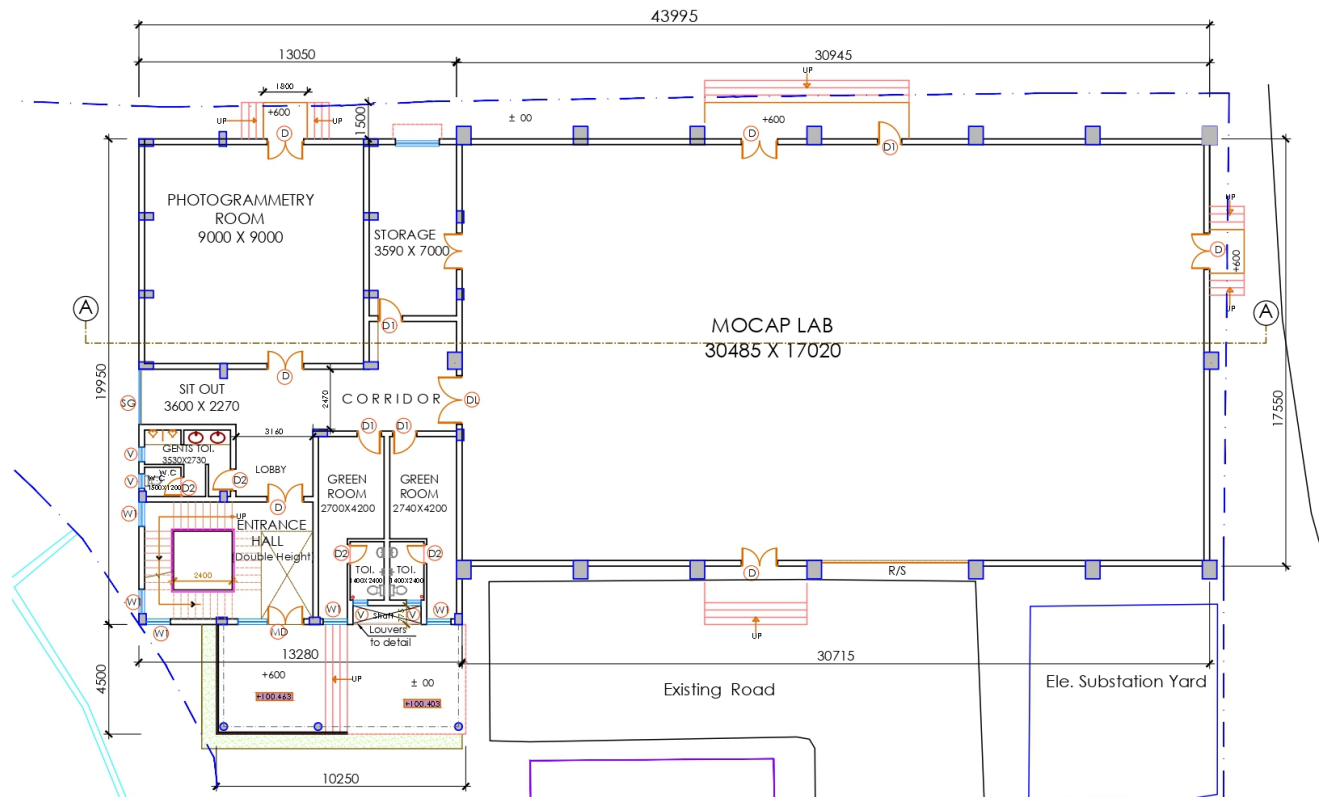 43995
13050
30945
1800
UP
+600
UP
1500
± 00
UP
+600
D
D
D1
PHOTOGRAMMETRY
ROOM
9000 X 9000
STORAGE
3590 X 7000
UP
D
+600
UP
A
A
D1
MOCAP LAB
30485 X 17020
19950
17550
D
SIT OUT
3600 X 2270
2470
CORRIDOR
DL
SG
3160
D1
D1
GENTS TOI.
3530X2730
V
V
W.C
W.C
1500X1200
D2
D2
LOBBY
GREEN
ROOM
2700X4200
GREEN
ROOM
2740X4200
D
W1
UP
ENTRANCE
HALL
(Double Height)
2400
D2
D2
TOI.
1400X2400
TOI.
1400X2400
D
R/S
W1
W1
MD
W1
V
Shaft
V
W1
Louvers
to detail
UP
13280
30715
4500
+600
UP
± 00
+100.463
+100.403
Existing Road
Ele. Substation Yard
10250